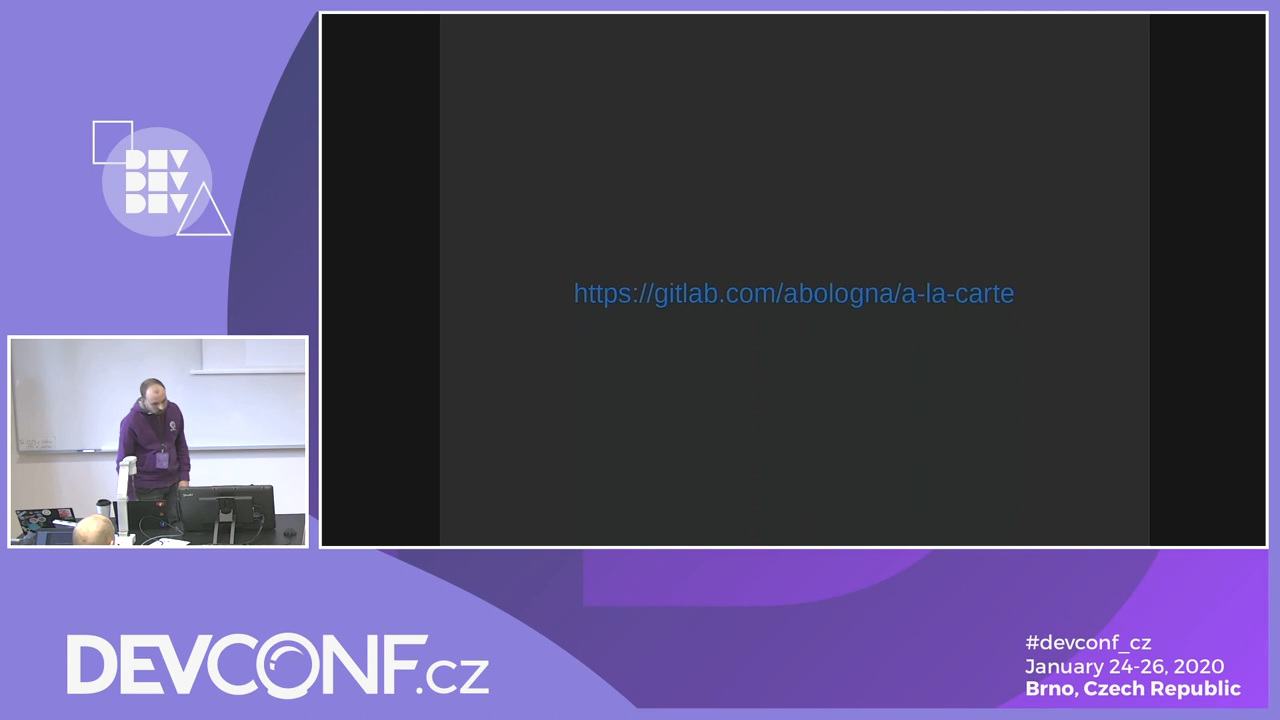 DEV
DEV
DEV
https://gitlab.com/abologna/a-la-carte
DEVCONF.cz
#devconf_cz
January 24-26, 2020
Brno, Czech Republic